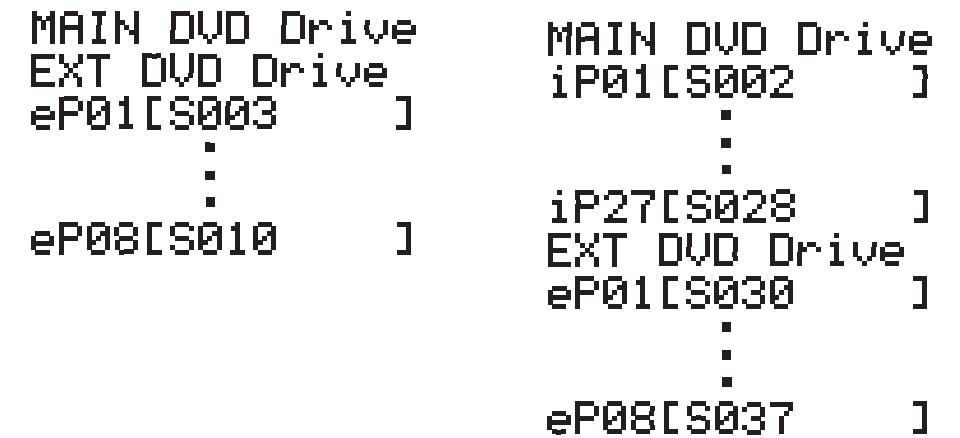 MAIN DVD Drive
EXT DVD Drive
eP01[S003        ]
eP08[S010        ]
MAIN DVD Drive
iP01[S002        ]
iP27[S028        ]
EXT DVD Drive
eP01[S030        ]
eP08[S037        ]